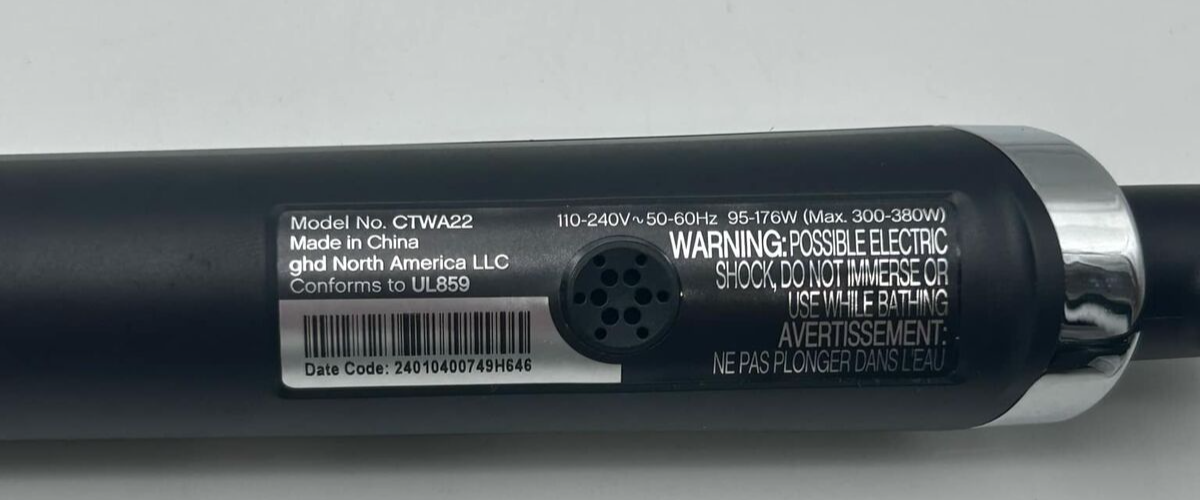 Model No. CTWA22
Made in China
ghd North America LLC
Conforms to UL859
Date Code: 24010400749H646
110-240V~50-60Hz 95-176W (Max. 300-380W)
WARNING: POSSIBLE ELECTRIC
SHOCK, DO NOT IMMERSE OR
USE WHILE BATHING
AVERTISSEMENT:
NE PAS PLONGER DANS L'EAU